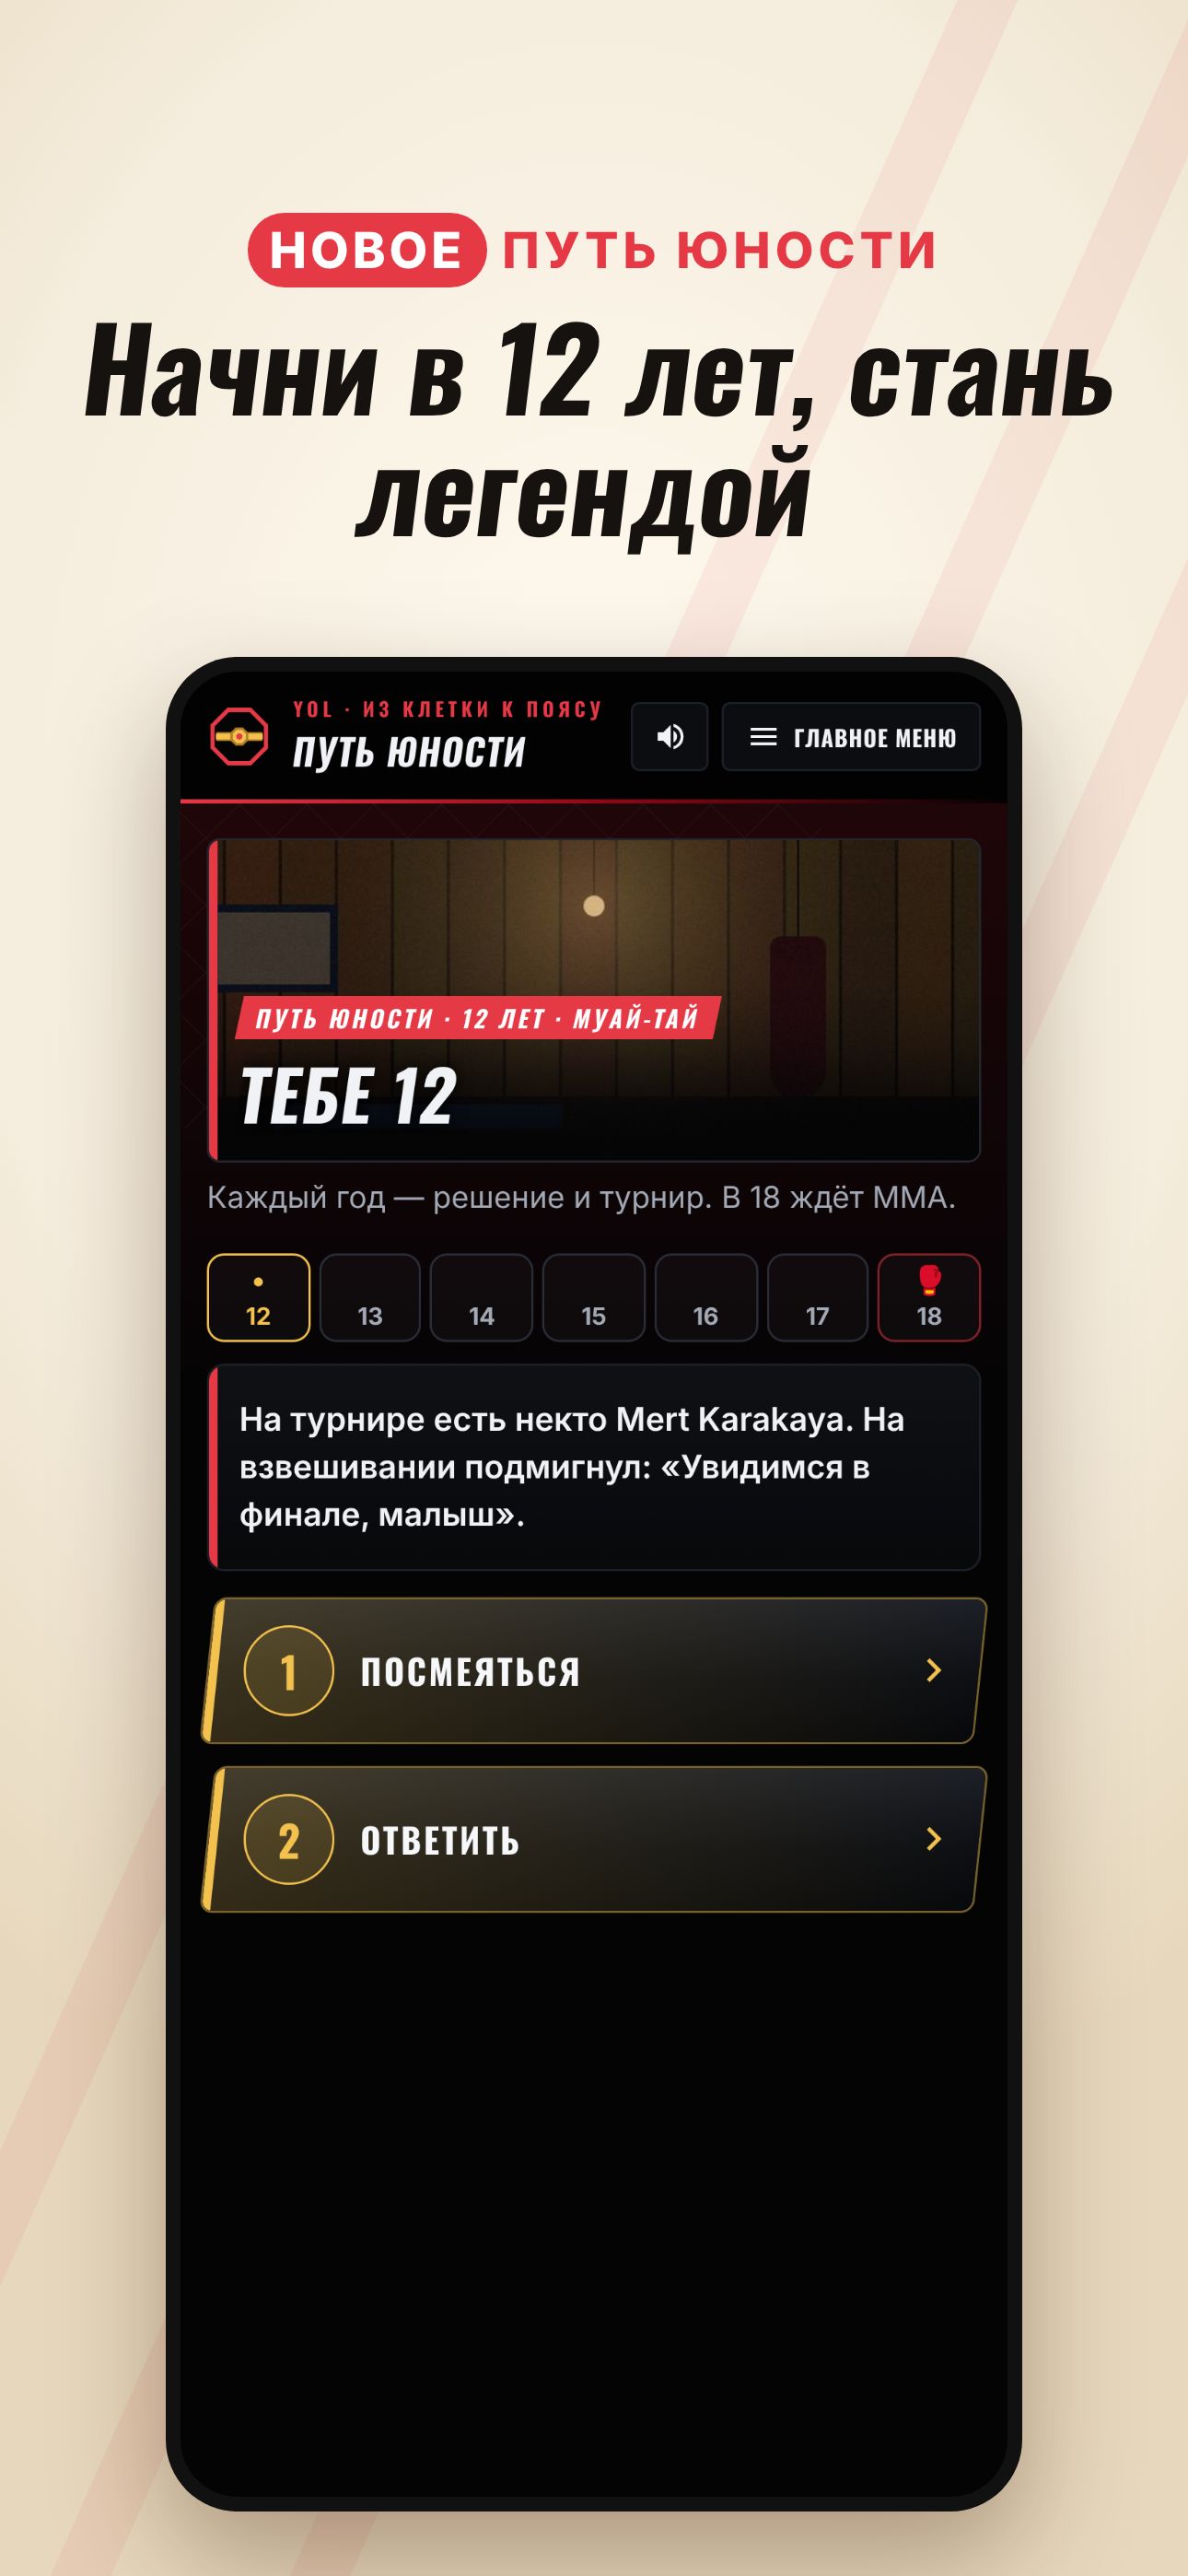 НОВОЕ ПУТЬ ЮНОСТИ
Начни в 12 лет, стань
легендой
YOL · ИЗ КЛЕТКИ К ПОЯСУ
ПУТЬ ЮНОСТИ
ГЛАВНОЕ МЕНЮ
ПУТЬ ЮНОСТИ · 12 ЛЕТ · МУАЙ-ТАЙ
ТЕБЕ 12
Каждый год — решение и турнир. В 18 ждёт ММА.
12 13 14 15 16 17 18
На турнире есть некто Mert Karakaya. На
взвешивании подмигнул: «Увидимся в
финале, малыш».
1 ПОСМЕЯТЬСЯ
2 ОТВЕТИТЬ